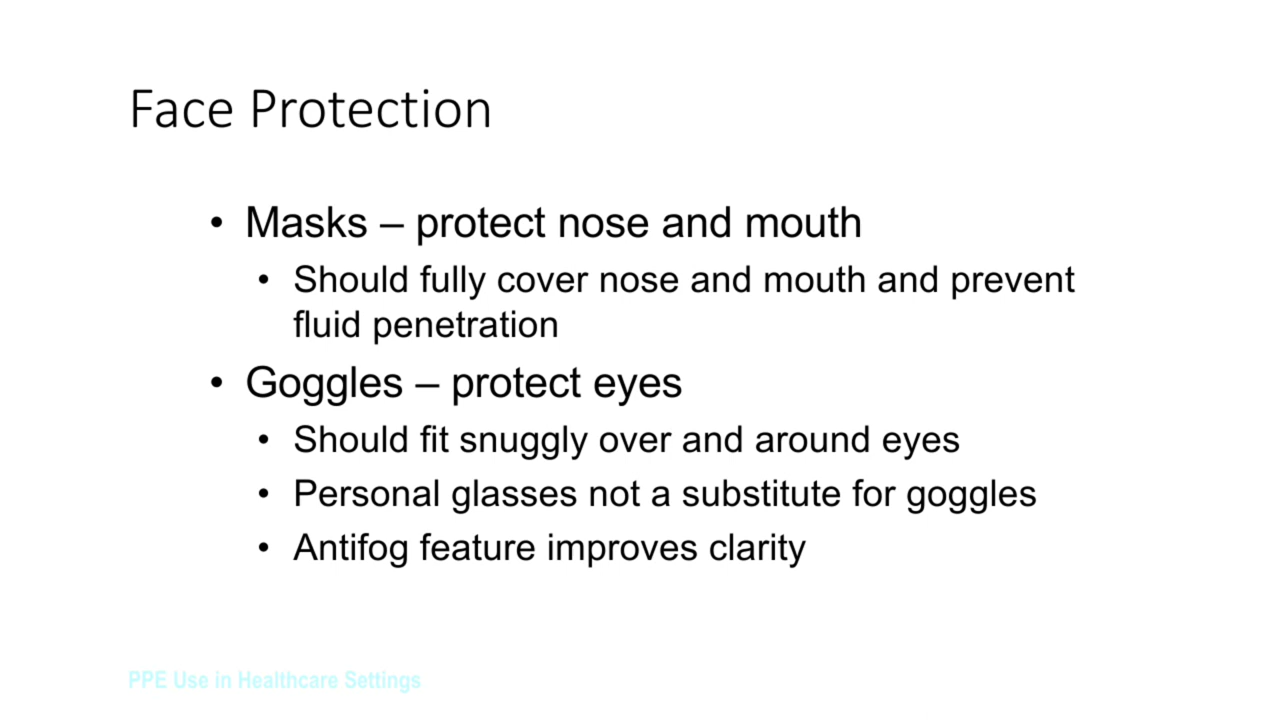 Face Protection
• Masks – protect nose and mouth
• Should fully cover nose and mouth and prevent
fluid penetration
• Goggles – protect eyes
• Should fit snuggly over and around eyes
• Personal glasses not a substitute for goggles
• Antifog feature improves clarity
PPE Use in Healthcare Settings